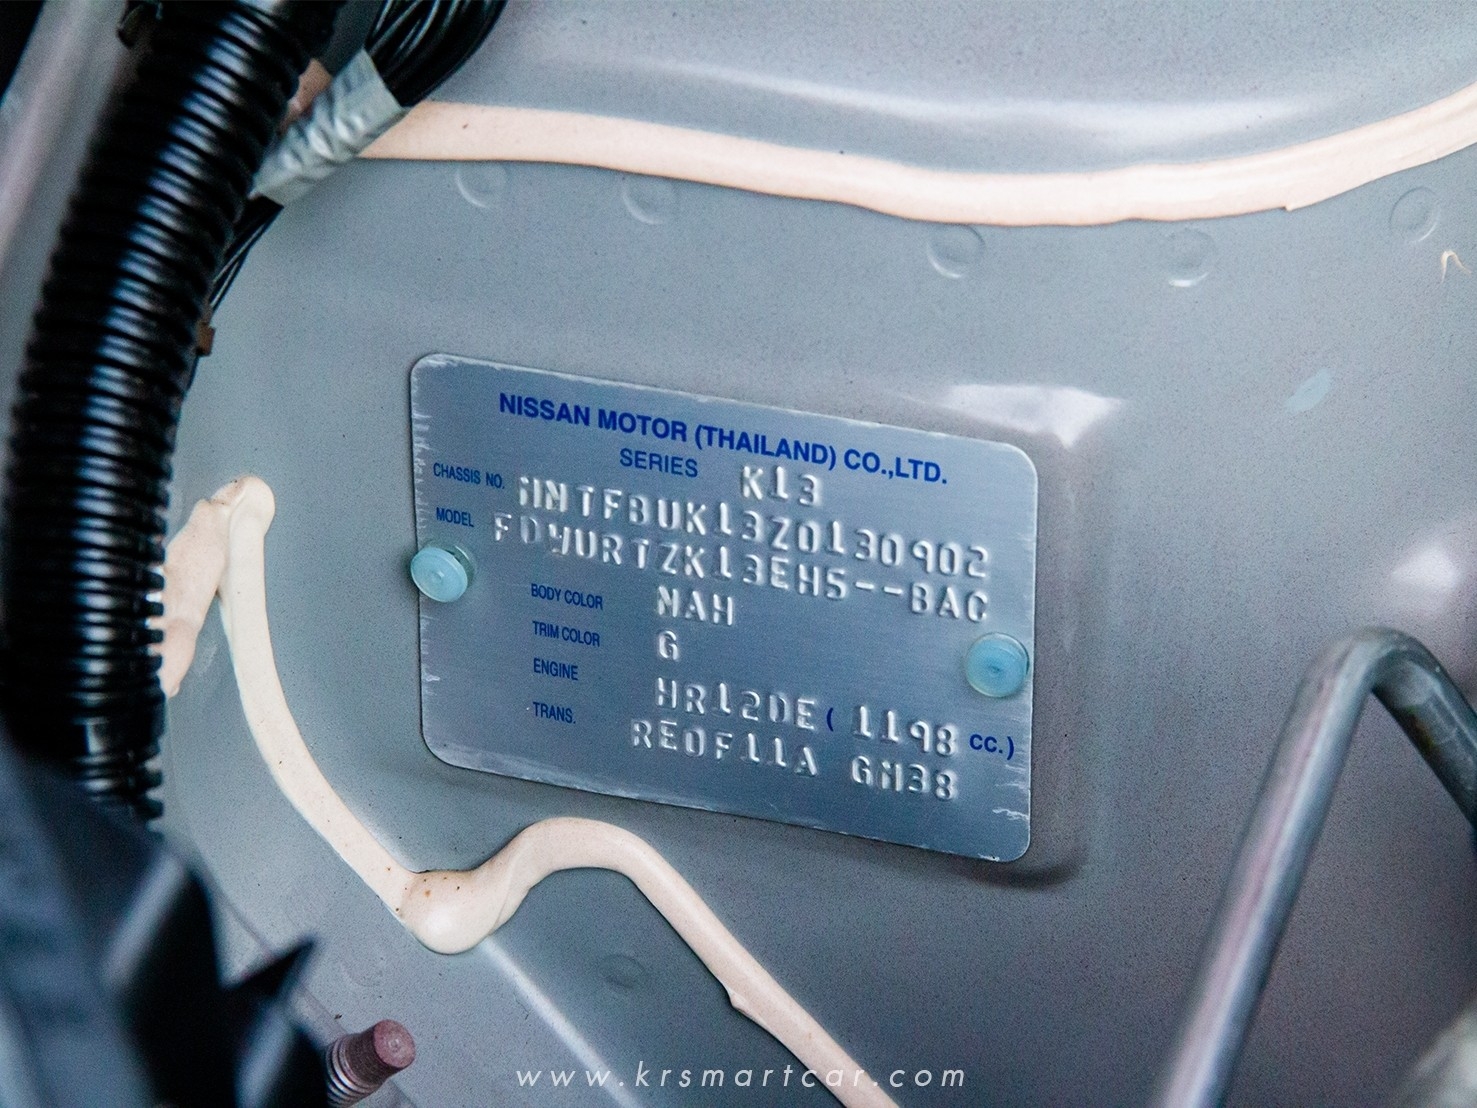 NISSAN MOTOR (THAILAND) CO.,LTD.
SERIES K13
CHASSIS NO. MNTFBUK13Z0130902
MODEL FDWURTZK13EH5--BAC
BODY COLOR NAH
TRIM COLOR G
ENGINE HR12DE ( 1198 CC.)
TRANS. RE0F11A GH38
www.krsmartcar.com